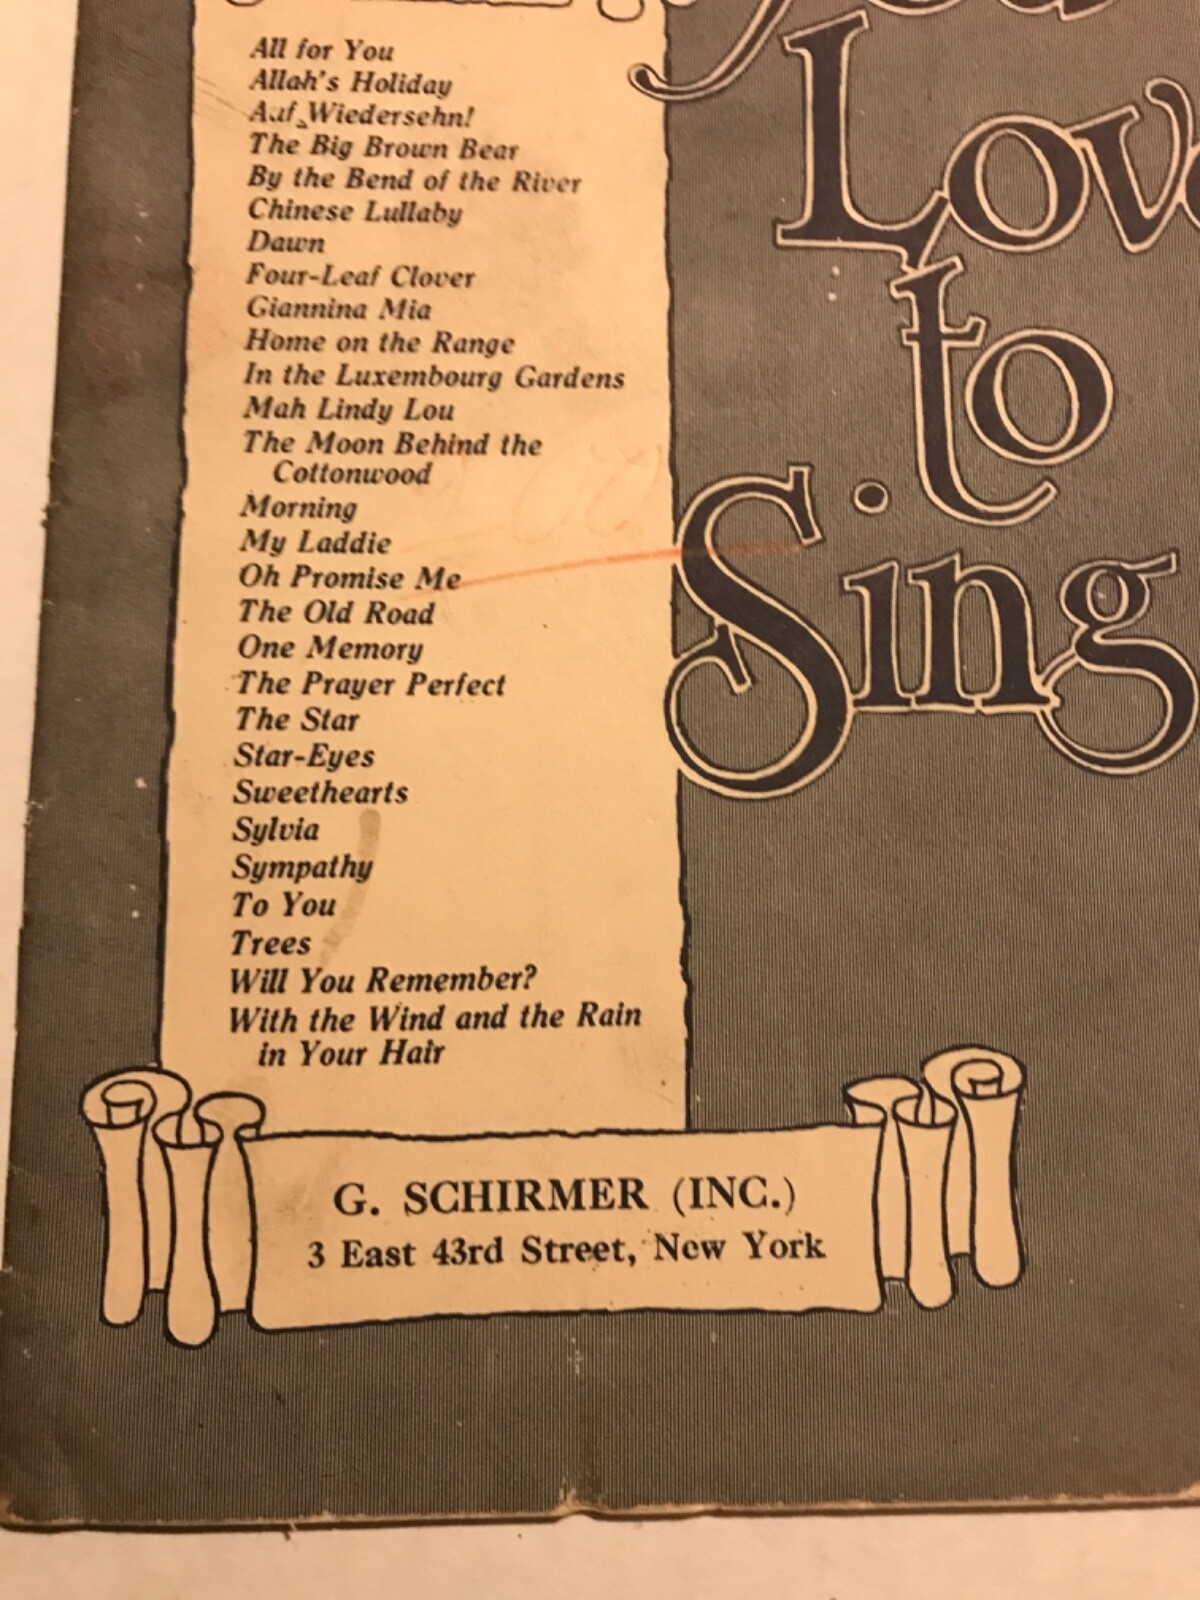 All for You
Allah's Holiday
Auf Wiedersehn!
The Big Brown Bear
By the Bend of the River
Chinese Lullaby
Dawn
Four-Leaf Clover
Giannina Mia
Home on the Range
In the Luxembourg Gardens
Mah Lindy Lou
The Moon Behind the
Cottonwood
Morning
My Laddie
Oh Promise Me
The Old Road
One Memory
The Prayer Perfect
The Star
Star-Eyes
Sweethearts
Sylvia
Sympathy
To You
Trees
Will You Remember?
With the Wind and the Rain
in Your Hair
Love
to
Sing
G. SCHIRMER (INC.)
3 East 43rd Street, New York